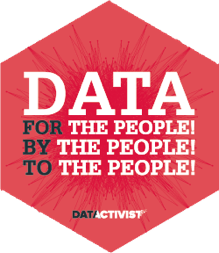 DATA
FOR THE PEOPLE!
BY THE PEOPLE!
TO THE PEOPLE!
DATACTIVIST